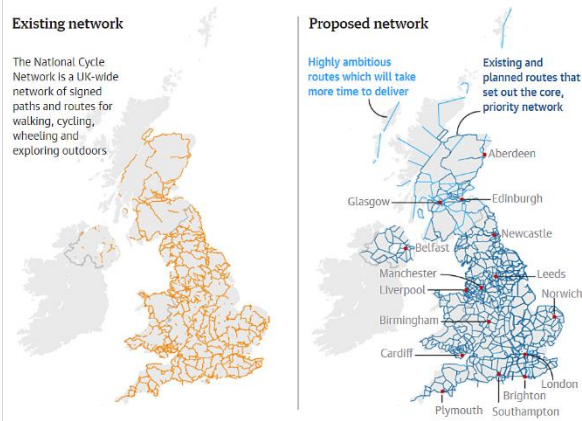 Existing network
The National Cycle
Network is a UK-wide
network of signed
paths and routes for
walking, cycling,
wheeling and
exploring outdoors
Proposed network
Highly ambitious
routes which will take
more time to deliver
Existing and
planned routes that
set out the core,
priority network
Aberdeen
Glasgow
Edinburgh
Newcastle
Belfast
Manchester
Leeds
Liverpool
Norwich
Birmingham
Cardiff
London
Brighton
Plymouth
Southampton